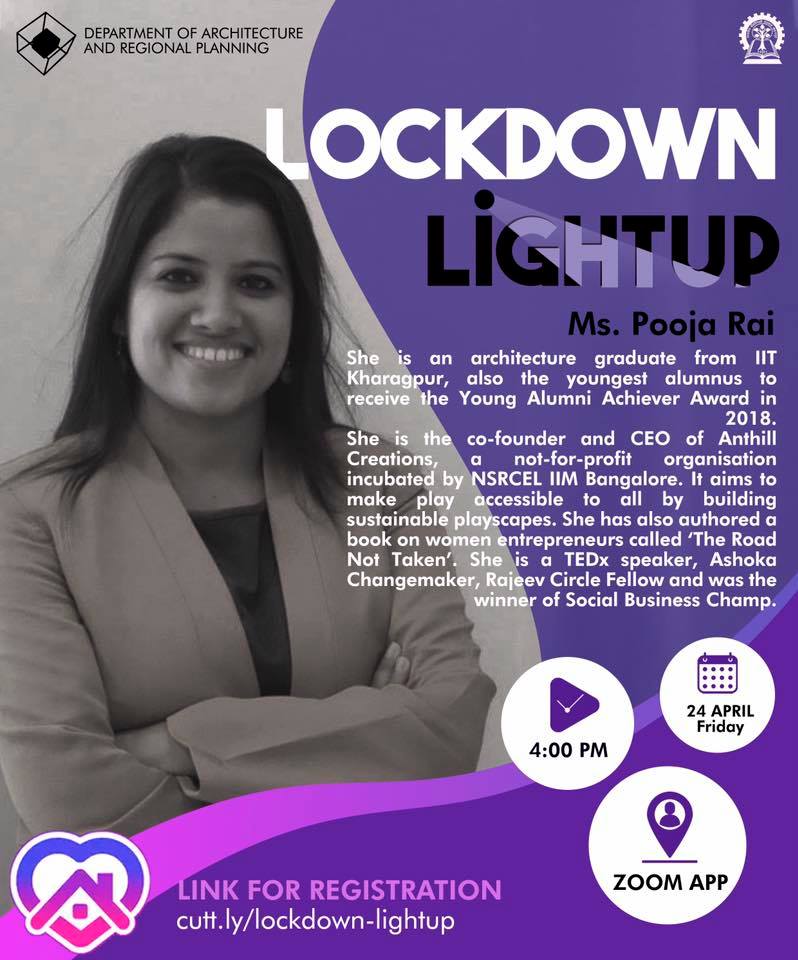 DEPARTMENT OF ARCHITECTURE
AND REGIONAL PLANNING
LOCKDOWN
LiGHTUP
Ms. Pooja Rai
She is an architecture graduate from IIT
Kharagpur, also the youngest alumnus to
receive the Young Alumni Achiever Award in
2018.
She is the co-founder and CEO of Anthill
Creations, a not-for-profit organisation
incubated by NSRCEL IIM Bangalore. It aims to
make play accessible to all by building
sustainable playscapes. She has also authored a
book on women entrepreneurs called ‘The Road
Not Taken’. She is a TEDx speaker, Ashoka
Changemaker, Rajeev Circle Fellow and was the
winner of Social Business Champ.
24 APRIL
Friday
4:00 PM
ZOOM APP
LINK FOR REGISTRATION
cutt.ly/lockdown-lightup